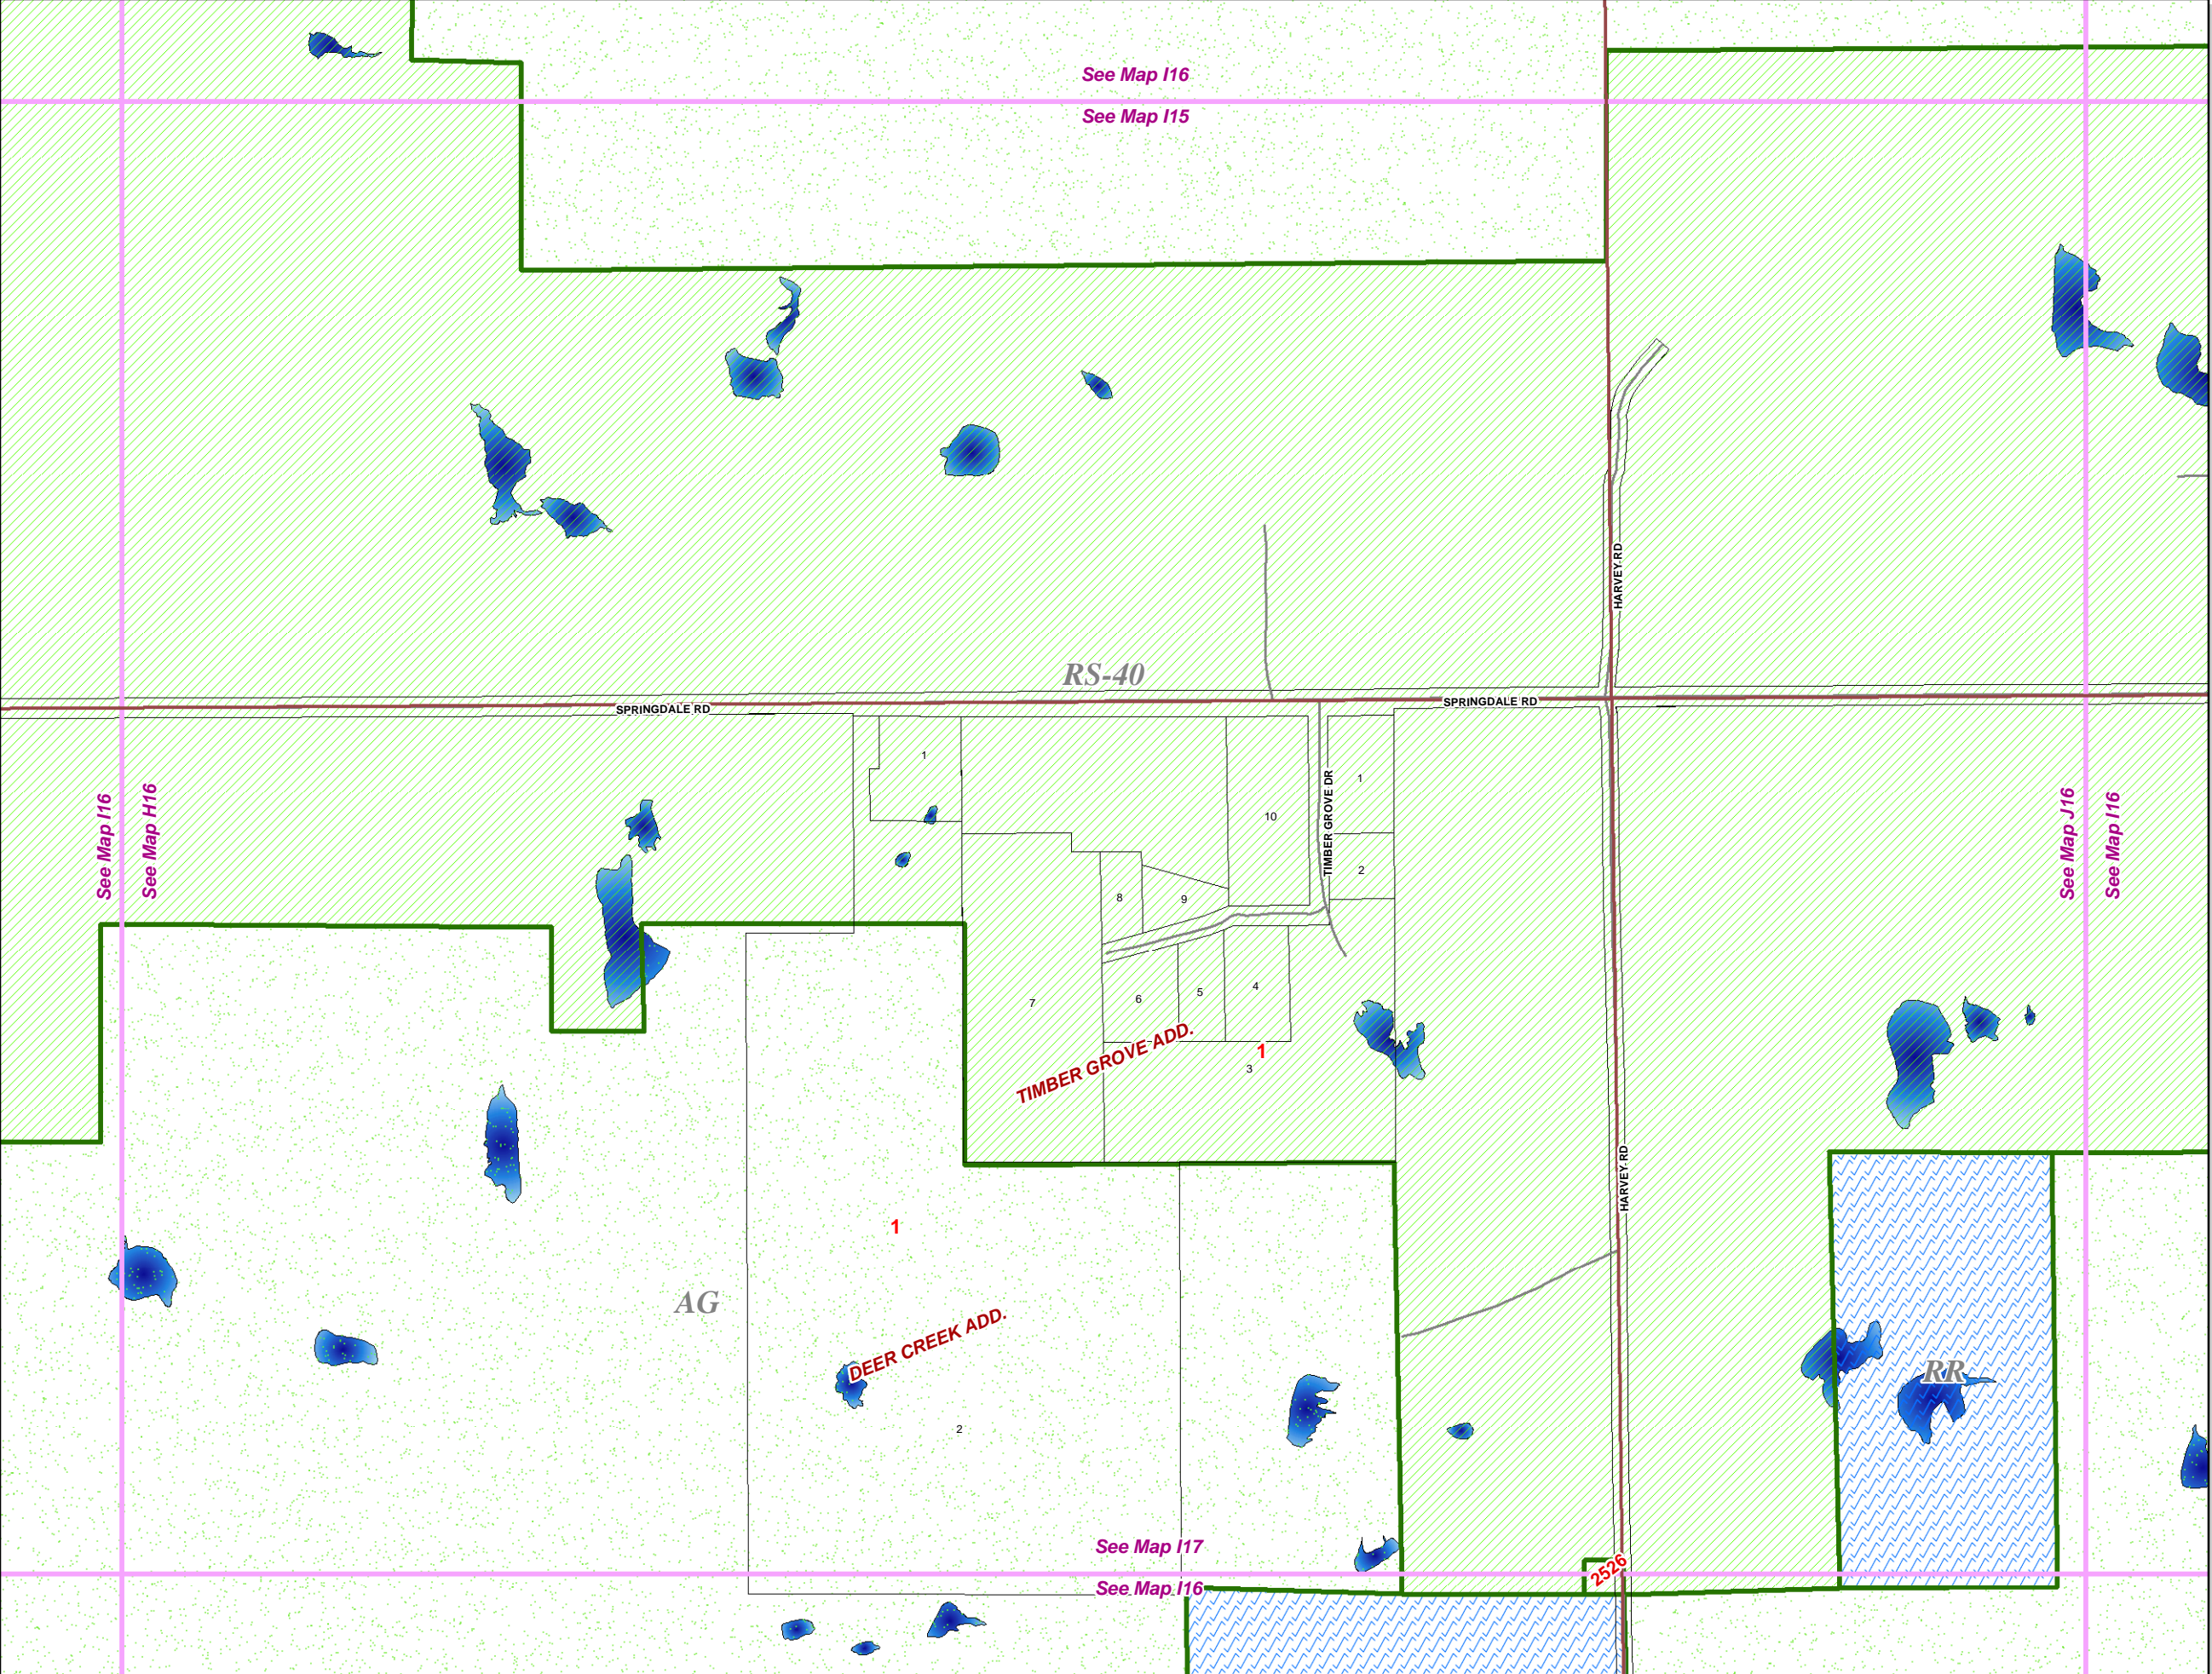 See Map I16
See Map I15
HARVEY RD
RS-40
SPRINGDALE RD
SPRINGDALE RD
1
TIMBER GROVE DR
1
10
2
See Map I16
See Map H16
See Map J16
See Map I16
8
9
7
6
5
4
TIMBER GROVE ADD.
1
3
HARVEY RD
1
AG
DEER CREEK ADD.
RR
2
See Map I17
See Map I16
2526